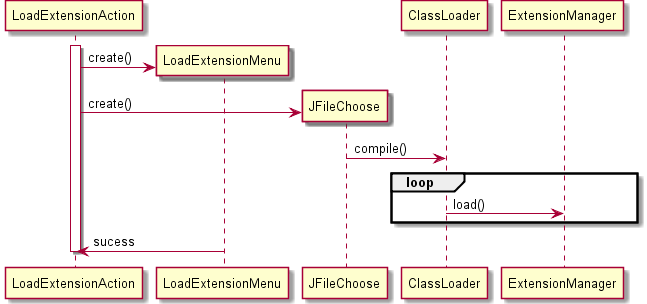 LoadExtensionAction
ClassLoader
ExtensionManager
create()
LoadExtensionMenu
create()
JFileChoose
compile()
loop
load()
sucess
LoadExtensionAction
LoadExtensionMenu
JFileChoose
ClassLoader
ExtensionManager